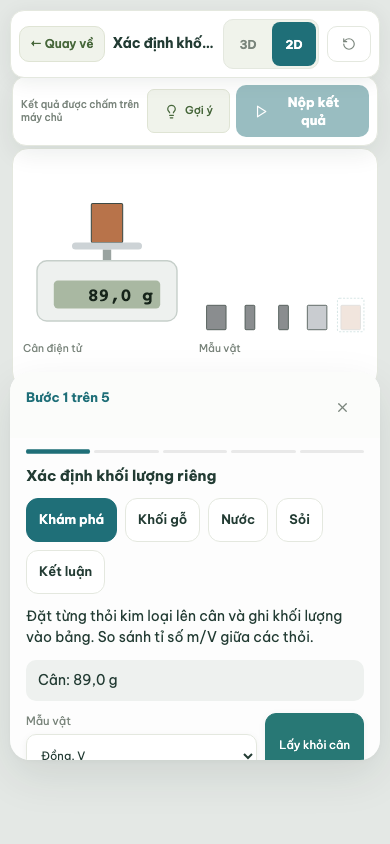 ← Quay về
Xác định khố...
3D
2D
Kết quả được chấm trên
máy chủ
Gợi ý
Nộp kết
quả
89,0 g
Cân điện tử
Mẫu vật
Bước 1 trên 5
×
Xác định khối lượng riêng
Khám phá
Khối gỗ
Nước
Sỏi
Kết luận
Đặt từng thỏi kim loại lên cân và ghi khối lượng
vào bảng. So sánh tỉ số m/V giữa các thỏi.
Cân: 89,0 g
Mẫu vật
Đồng, V
Lấy khỏi cân